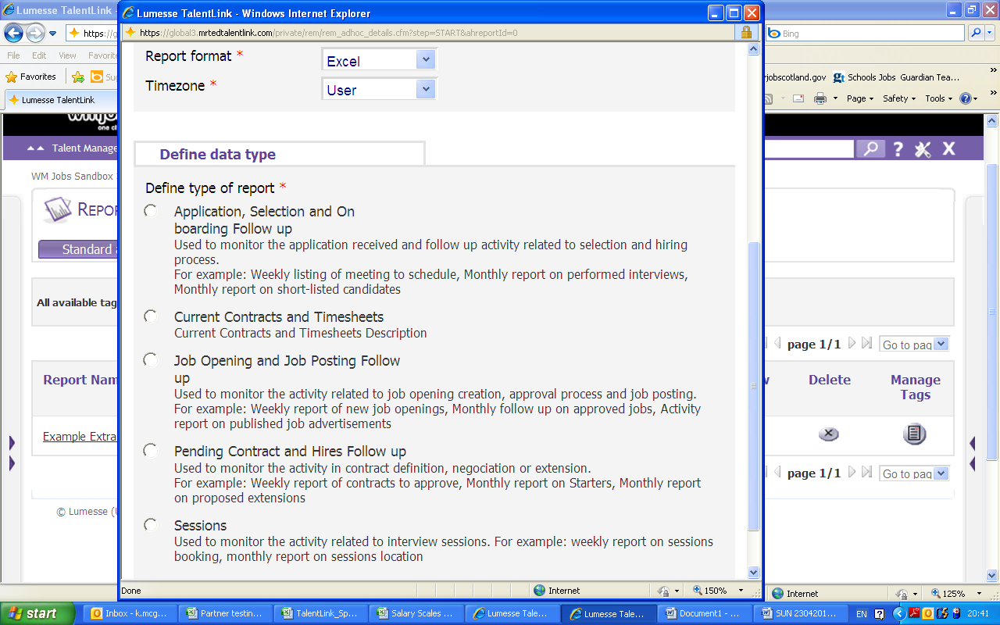 Lumesse TalentLink - Windows Internet Explorer
https://global3.mrtedtalentlink.com/private/rem/rem_adhoc_details.cfm?step=START&ahreportId=0
Report format *
Excel
Timezone *
User
Define data type
Define type of report *
Application, Selection and On
boarding Follow up
Used to monitor the application received and follow up activity related to selection and hiring
process.
For example: Weekly listing of meeting to schedule, Monthly report on performed interviews,
Monthly report on short-listed candidates
Current Contracts and Timesheets
Current Contracts and Timesheets Description
Job Opening and Job Posting Follow
up
Used to monitor the activity related to job opening creation, approval process and job posting.
For example: Weekly report of new job openings, Monthly follow up on approved jobs, Activity
report on published job advertisements
Pending Contract and Hires Follow up
Used to monitor the activity in contract definition, negociation or extension.
For example: Weekly report of contracts to approve, Monthly report on Starters, Monthly report
on proposed extensions
Sessions
Used to monitor the activity related to interview sessions. For example: weekly report on sessions
booking, monthly report on sessions location
Done
Internet
150%
Lumesse TalentLink
https://g
File Edit View Favorite
Favorites
Lumesse TalentLink
one cli
Talent Manage
WM Jobs Sandbox
REPO
Standard
All available tag
Report Nam
Example Extra
© Lumesse (
Bing
jobscotland.gov Schools Jobs Guardian Tea...
Page Safety Tools
page 1/1 Go to pag
w Delete Manage
Tags
page 1/1 Go to pag
Internet 125%
start
Inbox - k.mcg...
Partner testin...
TalentLink_Sp...
Salary Scales ...
Lumesse Tale...
Lumesse Tale...
Document1 - ...
SUN 2304201...
EN
20:41